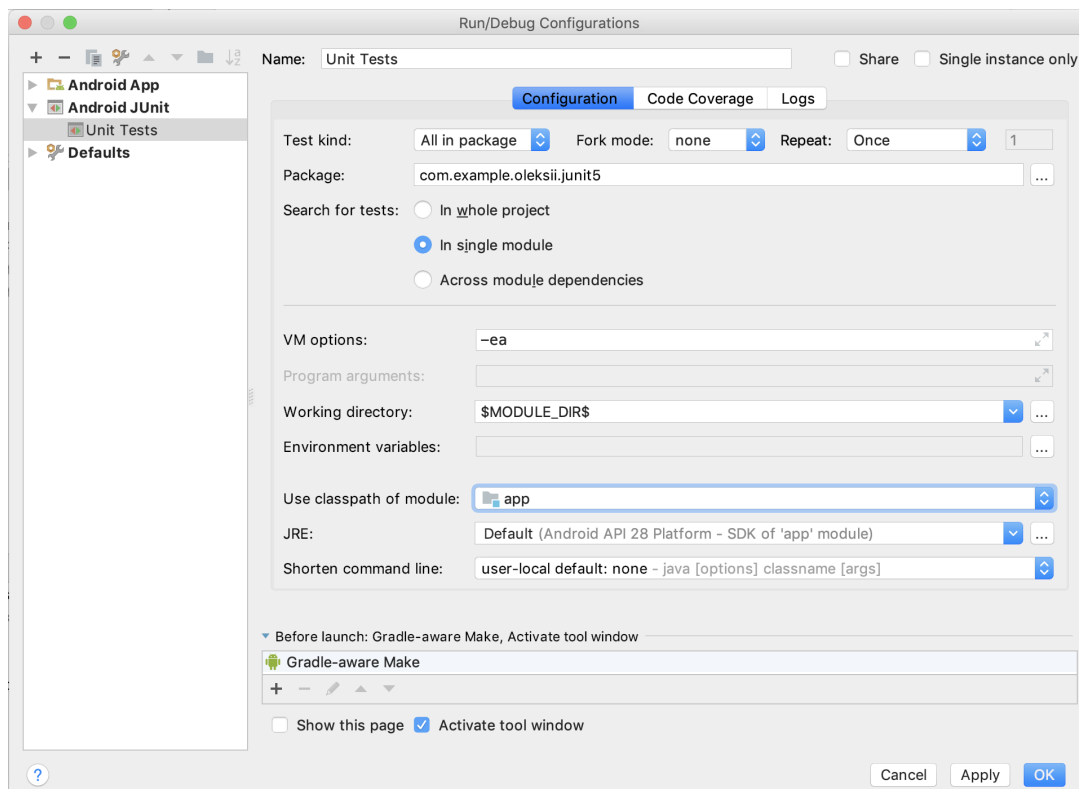 Run/Debug Configurations
Name: Unit Tests Share Single instance only
Android App
Android JUnit
Unit Tests
Defaults
Configuration Code Coverage Logs
Test kind: All in package Fork mode: none Repeat: Once 1
Package: com.example.oleksii.junit5 ...
Search for tests: In whole project
In single module
Across module dependencies
VM options: -ea
Program arguments:
Working directory: $MODULE_DIR$ ...
Environment variables: ...
Use classpath of module: app
JRE: Default (Android API 28 Platform - SDK of 'app' module) ...
Shorten command line: user-local default: none - java [options] classname [args]
Before launch: Gradle-aware Make, Activate tool window
Gradle-aware Make
Show this page Activate tool window
? Cancel Apply OK